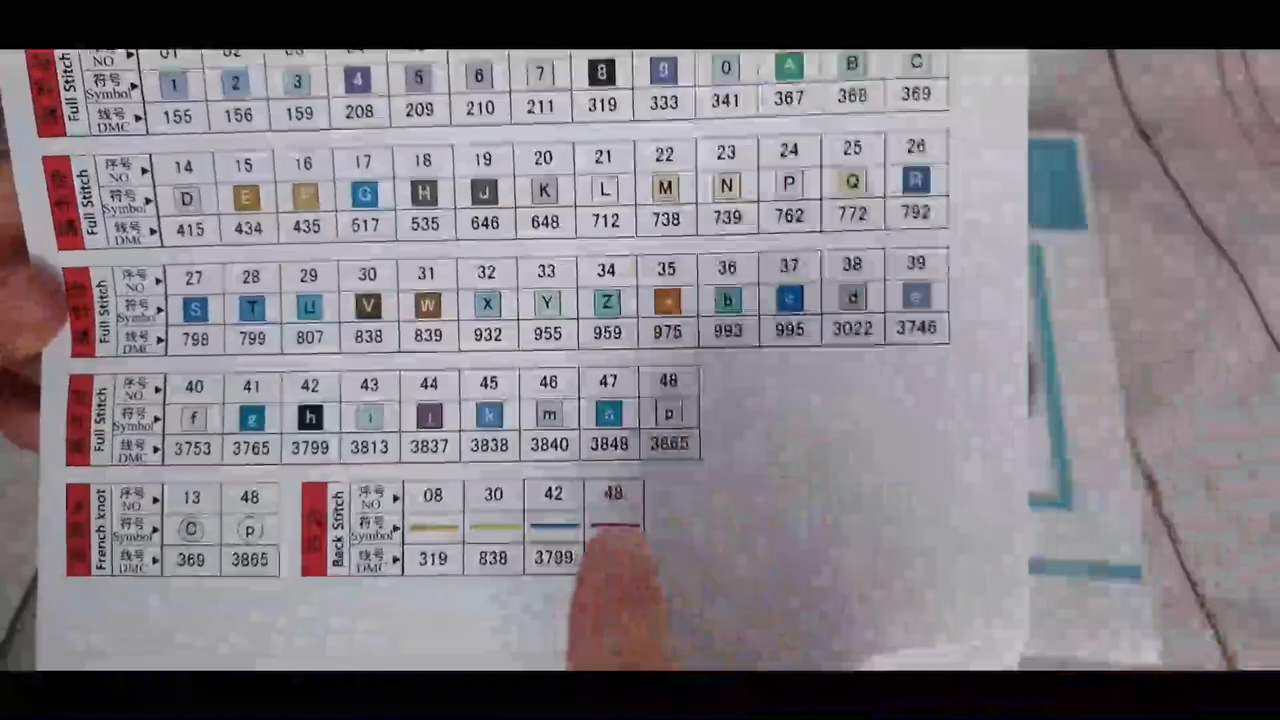 Full Stitch
NO
符号 Symbol 1 2 3 4 5 6 7 8 9 0 A B C
线号 DMC 155 156 159 208 209 210 211 319 333 341 367 368 369
Full Stitch
序号 NO 14 15 16 17 18 19 20 21 22 23 24 25 26
符号 Symbol D E F G H J K L M N P Q R
线号 DMC 415 434 435 517 535 646 648 712 738 739 762 772 792
Full Stitch
序号 NO 27 28 29 30 31 32 33 34 35 36 37 38 39
符号 Symbol S T U V W X Y Z b c d e
线号 DMC 798 799 807 838 839 932 955 959 975 993 995 3022 3746
Full Stitch
序号 NO. 40 41 42 43 44 45 46 47 48
符号 Symbol f g h i j k m n p
线号 DMC 3753 3765 3799 3813 3837 3838 3840 3848 3865
French knot
序号 NO. 13 48
符号 Symbol C p
线号 DMC 369 3865
Back Stitch
序号 NO. 08 30 42 48
符号 Symbol
线号 DMC 319 838 3799